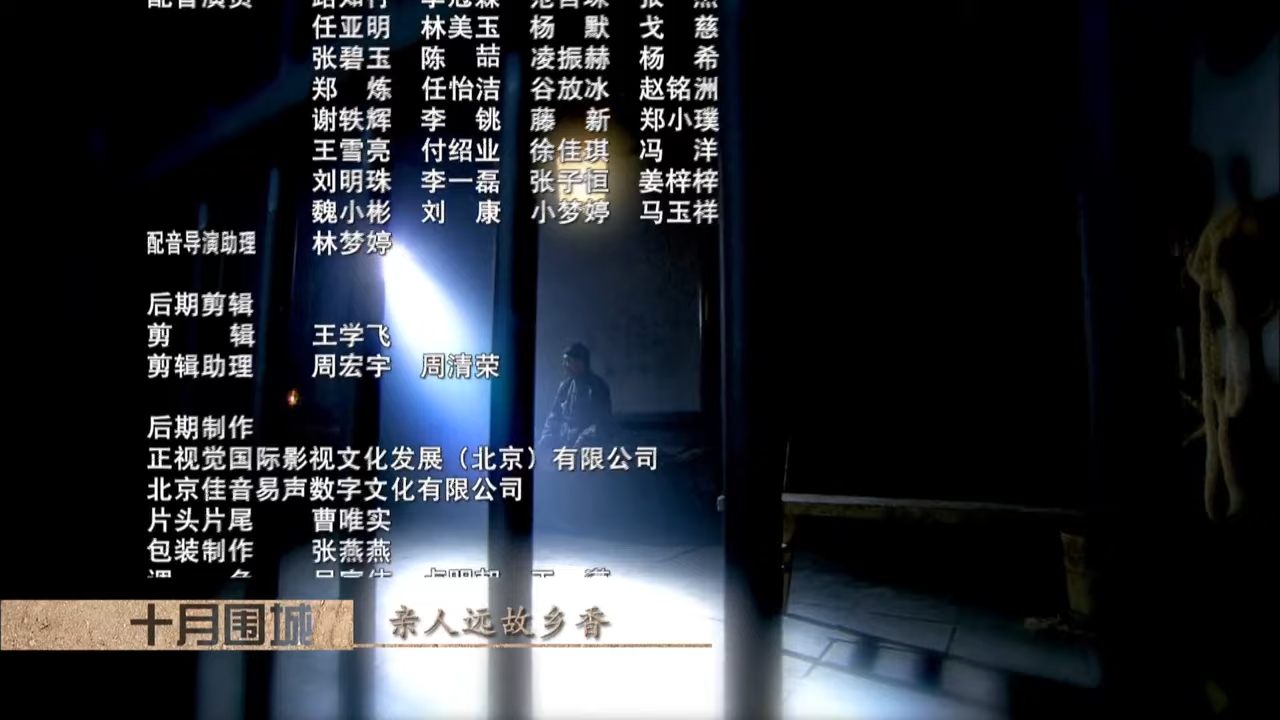 配音演员
任亚明 林美玉 杨 默 戈 慈
张碧玉 陈 喆 凌振赫 杨 希
郑 炼 任怡洁 谷放冰 赵铭洲
谢轶辉 李 铫 藤 新 郑小璞
王雪亮 付绍业 徐佳琪 冯 洋
刘明珠 李一磊 张子恒 姜梓梓
魏小彬 刘 康 小梦婷 马玉祥
配音导演助理 林梦婷
后期剪辑
剪 辑 王学飞
剪辑助理 周宏宇 周清荣
后期制作
正视觉国际影视文化发展（北京）有限公司
北京佳音易声数字文化有限公司
片头片尾 曹唯实
包装制作 张燕燕
十月围城 亲人远故乡香